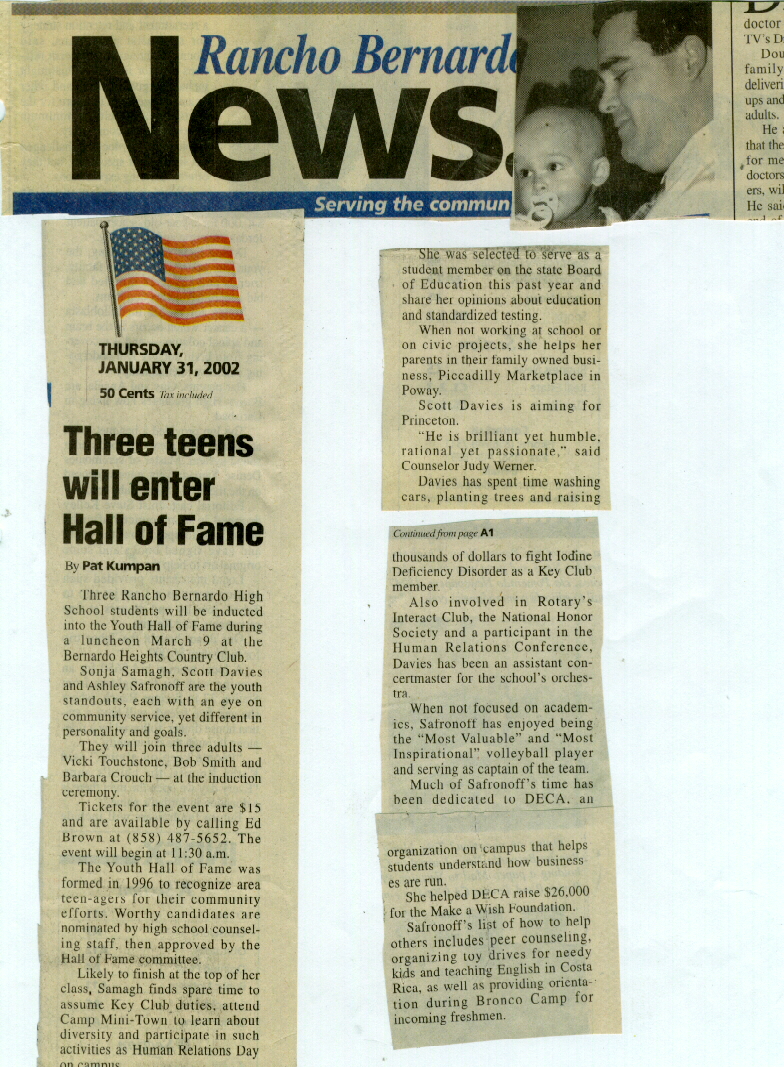 Rancho Bernardo
News
Serving the commun
doctor
TV's D
Dou
family
deliveri
ups and
adults.
He
that the
for me
doctors
ers, wil
He sai
THURSDAY,
JANUARY 31, 2002
50 Cents Tax included
Three teens
will enter
Hall of Fame
By Pat Kumpan
Three Rancho Bernardo High
School students will be inducted
into the Youth Hall of Fame during
a luncheon March 9 at the
Bernardo Heights Country Club.
Sonja Samagh, Scott Davies
and Ashley Safronoff are the youth
standouts, each with an eye on
community service, yet different in
personality and goals.
They will join three adults —
Vicki Touchstone, Bob Smith and
Barbara Crouch — at the induction
ceremony.
Tickets for the event are $15
and are available by calling Ed
Brown at (858) 487-5652. The
event will begin at 11:30 a.m.
The Youth Hall of Fame was
formed in 1996 to recognize area
teen-agers for their community
efforts. Worthy candidates are
nominated by high school counsel-
ing staff, then approved by the
Hall of Fame committee.
Likely to finish at the top of her
class, Samagh finds spare time to
assume Key Club duties, attend
Camp Mini-Town to learn about
diversity and participate in such
activities as Human Relations Day
on campus.
She was selected to serve as a
student member on the state Board
of Education this past year and
share her opinions about education
and standardized testing.
When not working at school or
on civic projects, she helps her
parents in their family owned busi-
ness, Piccadilly Marketplace in
Poway.
Scott Davies is aiming for
Princeton.
“He is brilliant yet humble,
rational yet passionate,” said
Counselor Judy Werner.
Davies has spent time washing
cars, planting trees and raising
Continued from page A1
thousands of dollars to fight Iodine
Deficiency Disorder as a Key Club
member.
Also involved in Rotary's
Interact Club, the National Honor
Society and a participant in the
Human Relations Conference,
Davies has been an assistant con-
certmaster for the school's orches-
tra.
When not focused on academ-
ics, Safronoff has enjoyed being
the “Most Valuable” and “Most
Inspirational” volleyball player
and serving as captain of the team.
Much of Safronoff's time has
been dedicated to DECA, an
organization on campus that helps
students understand how business-
es are run.
She helped DECA raise $26,000
for the Make a Wish Foundation.
Safronoff's list of how to help
others includes peer counseling,
organizing toy drives for needy
kids and teaching English in Costa
Rica, as well as providing orienta-
tion during Bronco Camp for
incoming freshmen.